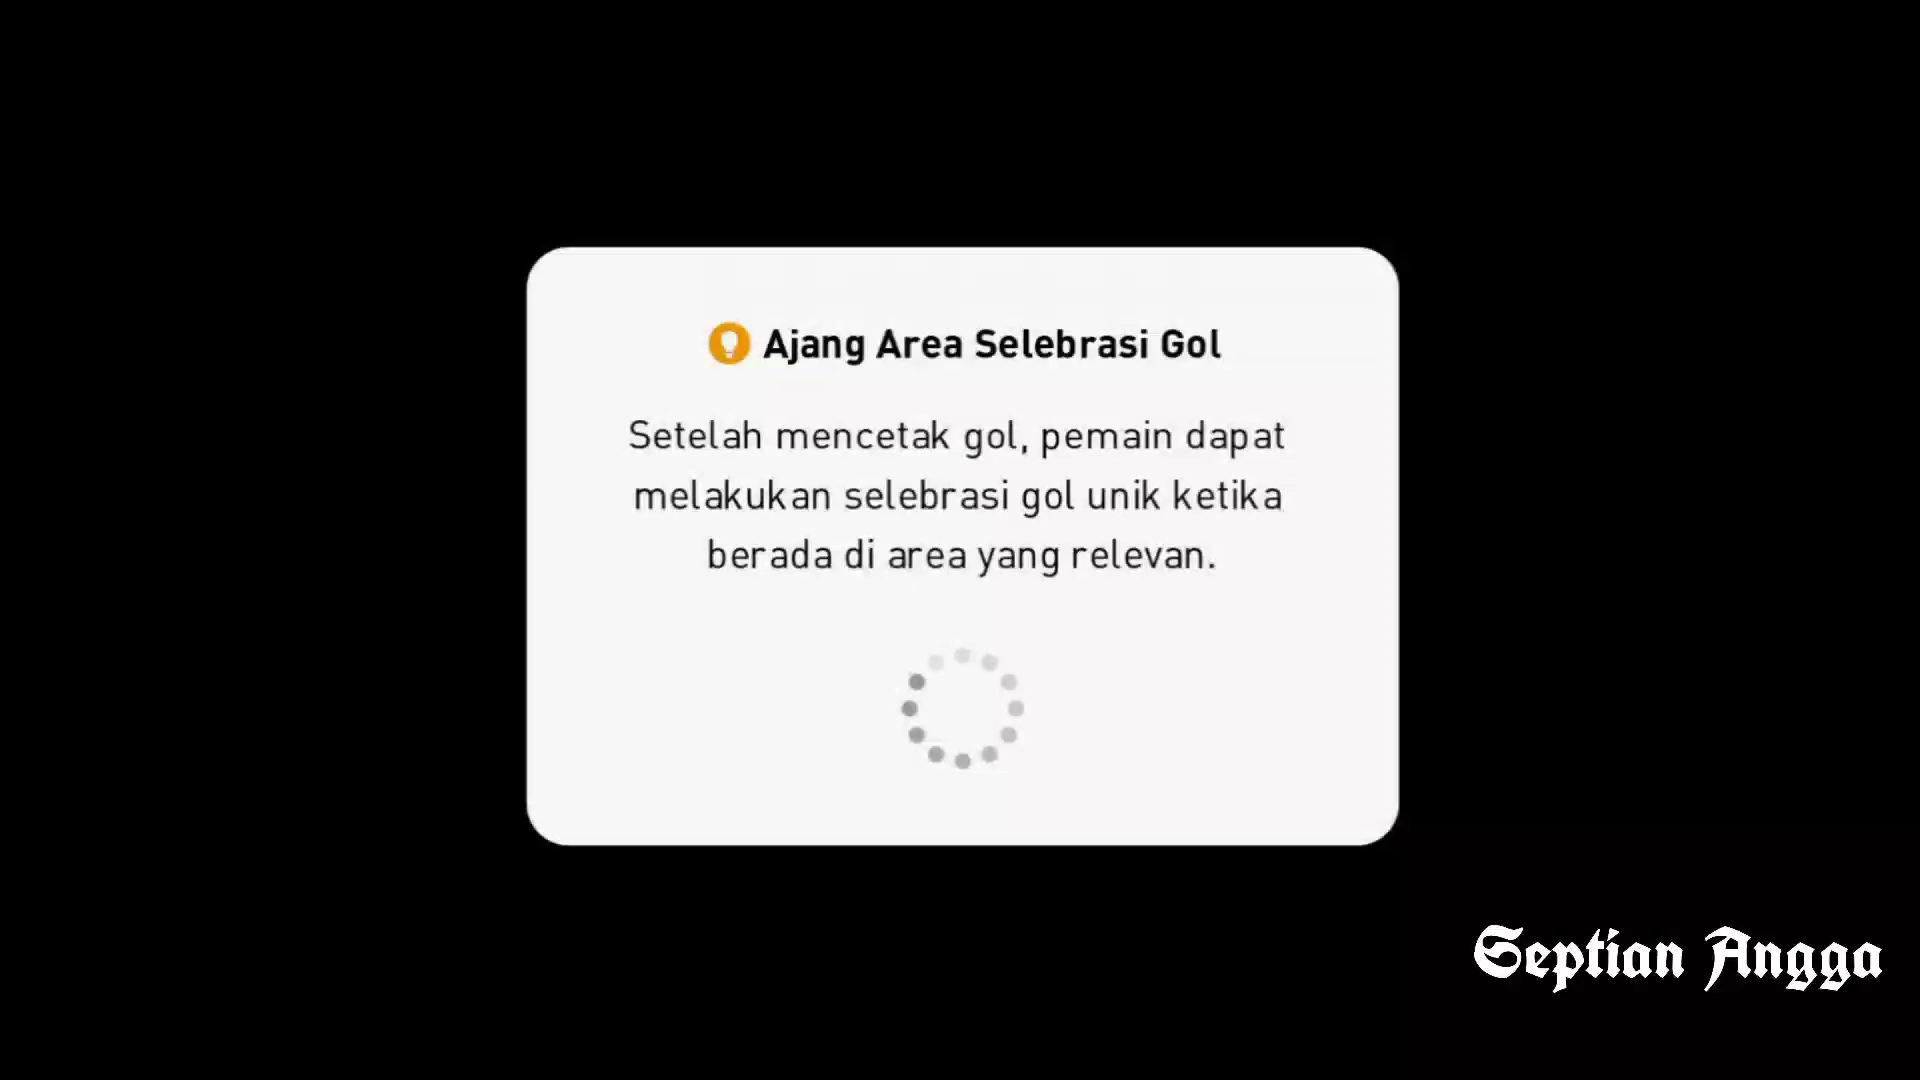 Ajang Area Selebrasi Gol
Setelah mencetak gol, pemain dapat
melakukan selebrasi gol unik ketika
berada di area yang relevan.
Septian Angga